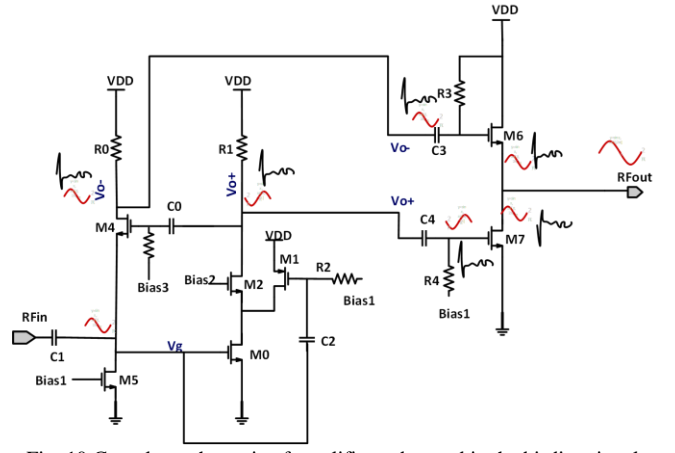 VDD
VDD
VDD
R3
R0
R1
M6
Vo-
C3
RFout
Vo-
Vo+
Vo+
C0
C4
M4
M7
VDD
M1
R2
R4
Bias3
Bias2
M2
Bias1
Bias1
RFin
C1
Vg
M0
C2
Bias1
M5